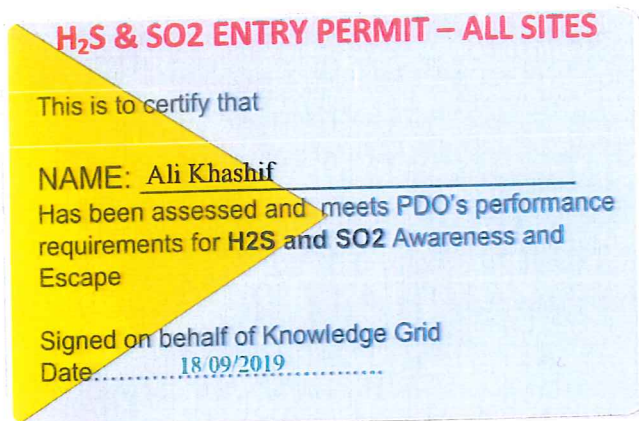 H₂S & SO2 ENTRY PERMIT – ALL SITES
This is to certify that
NAME: Ali Khashif
Has been assessed and meets PDO's performance
requirements for H2S and SO2 Awareness and
Escape
Signed on behalf of Knowledge Grid
Date.......18/09/2019.......